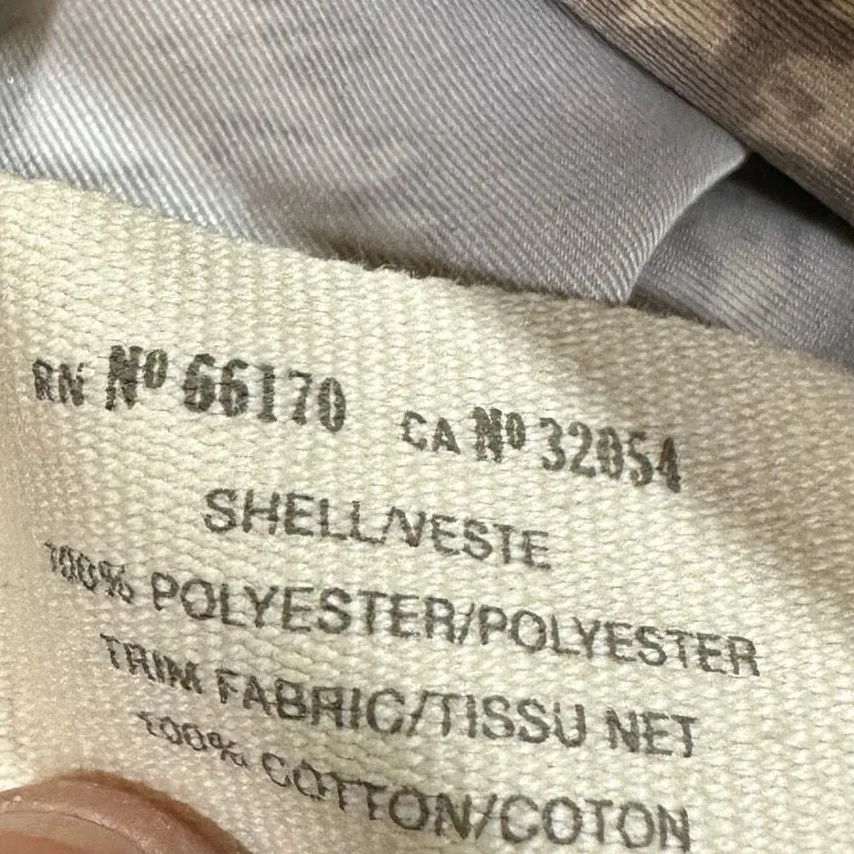 RN Nº 66170 CA Nº 32054
SHELL/VESTE
100% POLYESTER/POLYESTER
TRIM FABRIC/TISSU NET
100% COTTON/COTON